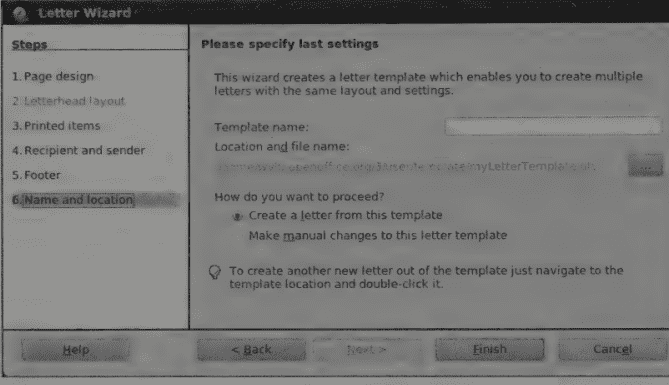 Letter Wizard
Steps
Please specify last settings
1. Page design
2. Letterhead layout
3. Printed items
4. Recipient and sender
5. Footer
6. Name and location
This wizard creates a letter template which enables you to create multiple
letters with the same layout and settings.
Template name:
Location and file name:
...
How do you want to proceed?
Create a letter from this template
Make manual changes to this letter template
To create another new letter out of the template just navigate to the
template location and double-click it.
Help
< Back
Next >
Finish
Cancel